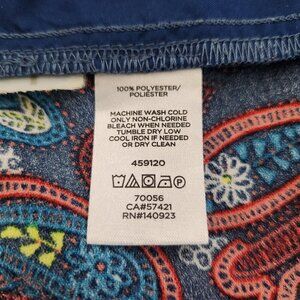 100% POLYESTER/
POLIÉSTER
MACHINE WASH COLD
ONLY NON-CHLORINE
BLEACH WHEN NEEDED
TUMBLE DRY LOW
COOL IRON IF NEEDED
OR DRY CLEAN
459120
70056
CA#57421
RN#140923